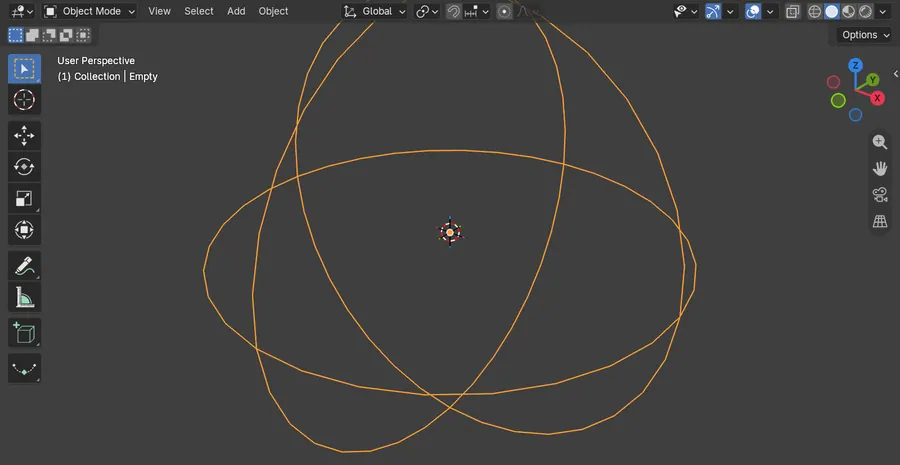 Object Mode View Select Add Object Global
Options
User Perspective
(1) Collection | Empty
Z
Y
X